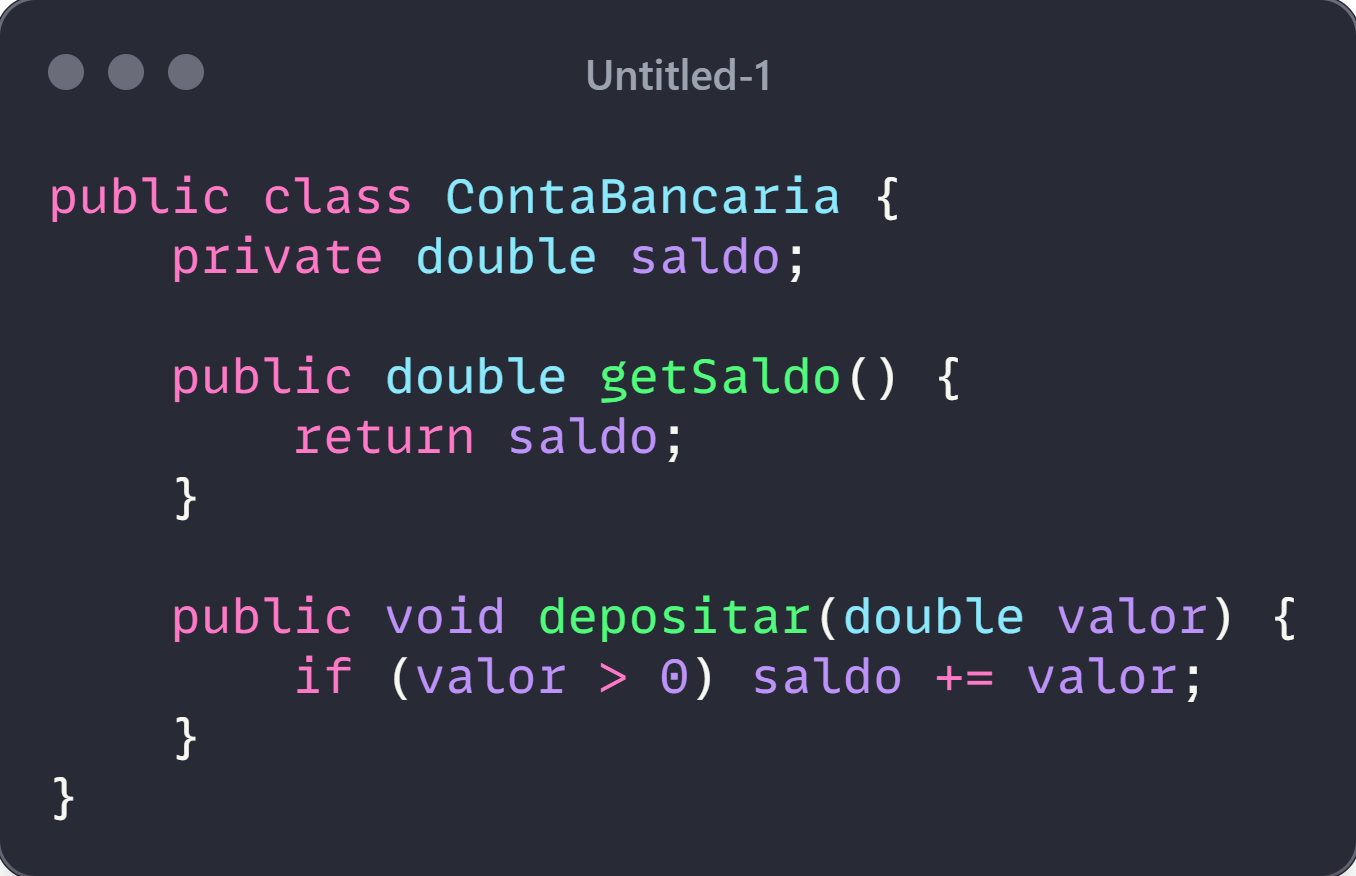 Untitled-1
public class ContaBancaria {
    private double saldo;
    public double getSaldo() {
        return saldo;
    }
    public void depositar(double valor) {
        if (valor > 0) saldo += valor;
    }
}